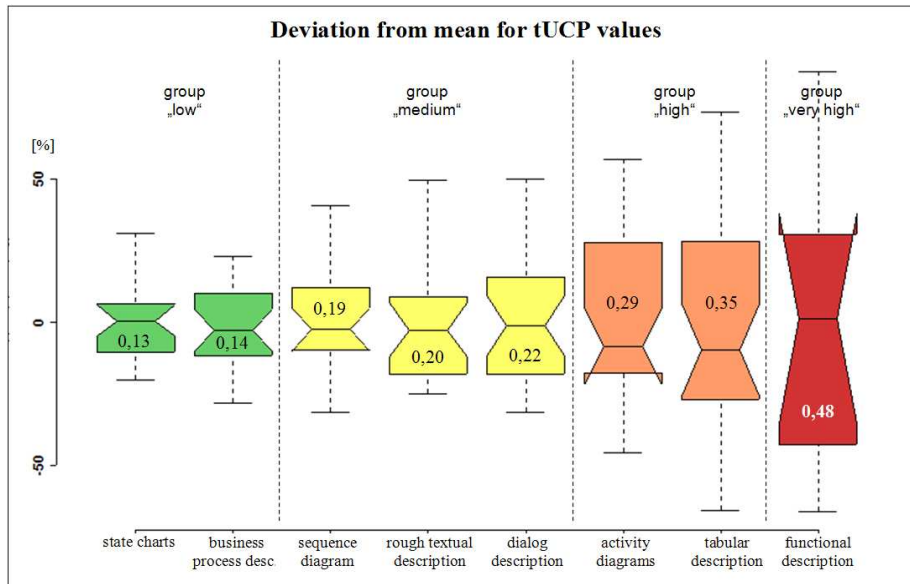 Deviation from mean for tUCP values
group
„low“
group
„medium“
group
„high“
group
„very high“
[%]
50
0
-50
0,13
0,14
0,19
0,20
0,22
0,29
0,35
0,48
state charts
business
process desc.
sequence
diagram
rough textual
description
dialog
description
activity
diagrams
tabular
description
functional
description